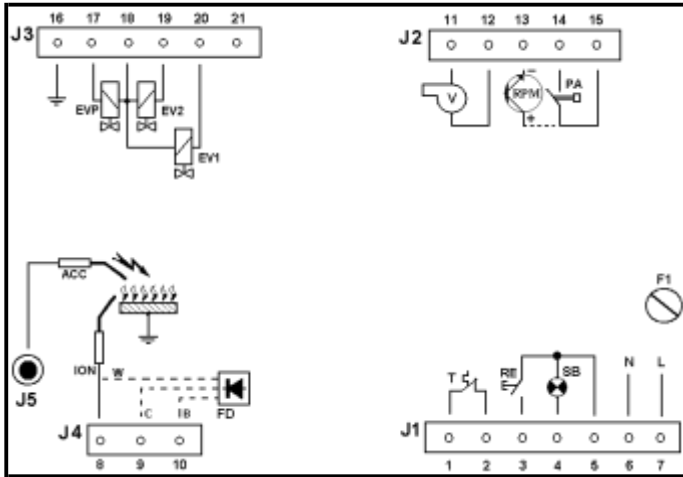 16 17 18 19 20 21
J3
EVP EV2
EV1
11 12 13 14 15
J2
V
−
RPM
+
PA
ACC
J5
ION W
C IB
FD
J4
8 9 10
F1
T RE SB N L
J1
1 2 3 4 5 6 7